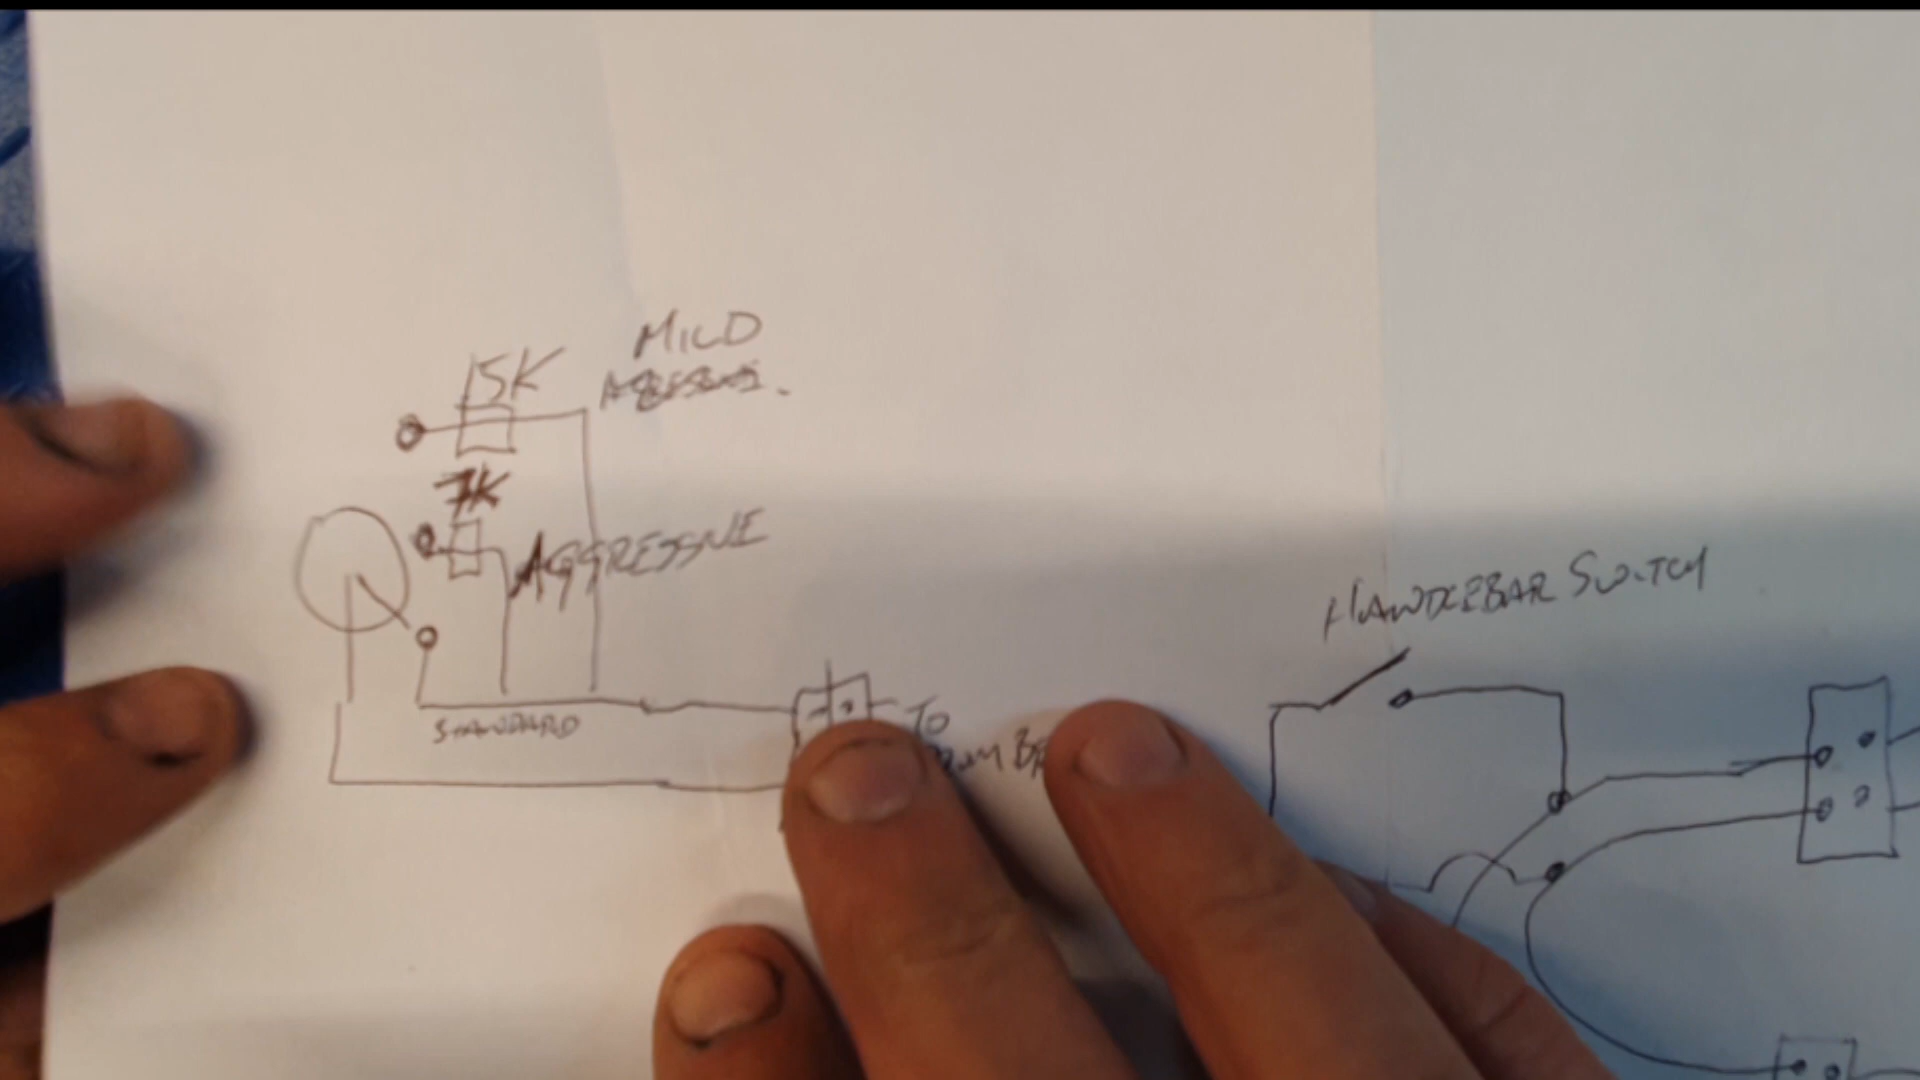 MILD
15K
7K
AGGRESSIVE
STANDARD
TO
HANDLEBAR SWITCH